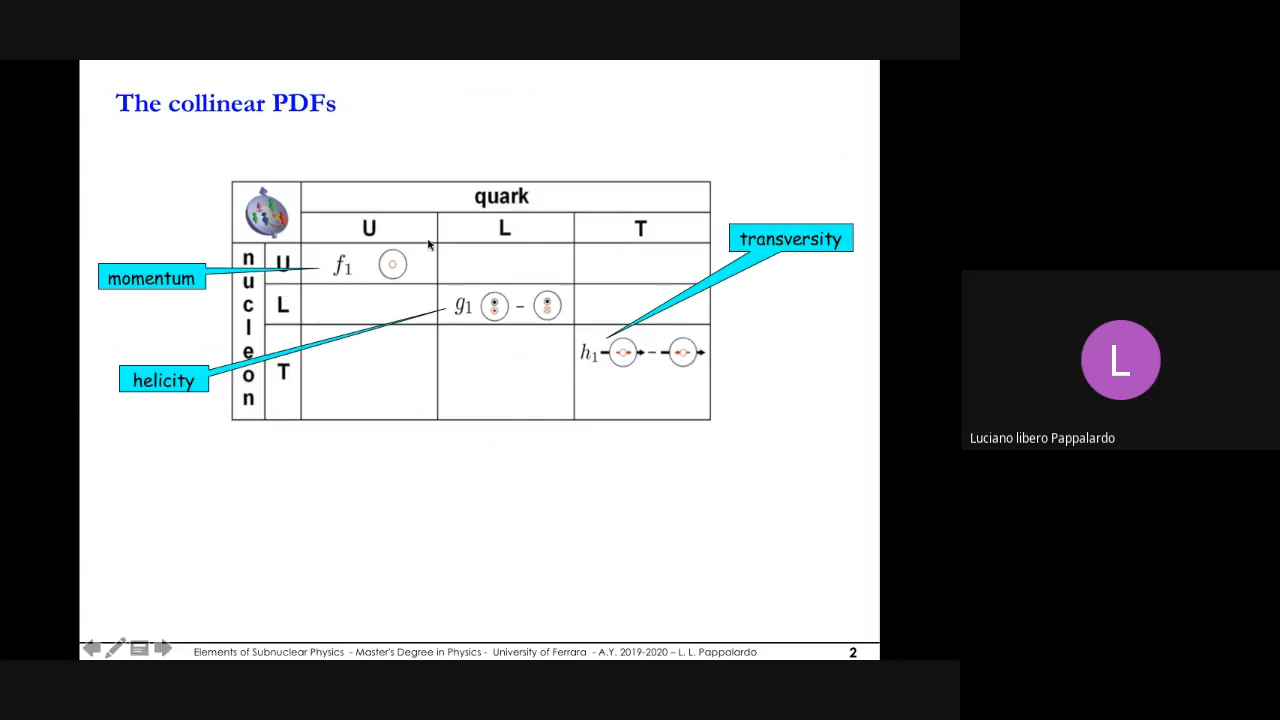 The collinear PDFs
quark
U L T
nucleon
U f1
L g1 -
T h1 -
momentum
helicity
transversity
Elements of Subnuclear Physics - Master's Degree in Physics - University of Ferrara - A.Y. 2019-2020 – L. L. Pappalardo
2
L
Luciano libero Pappalardo